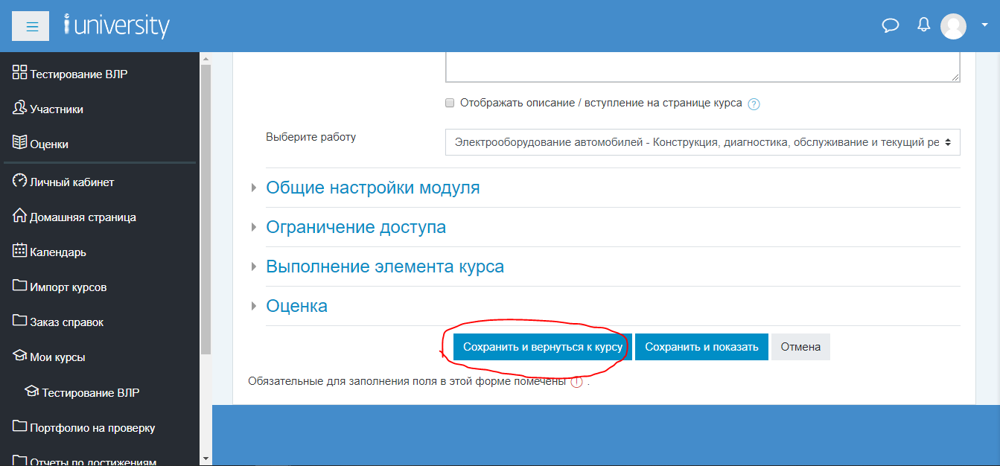 i university
Тестирование ВЛР
Участники
Оценки
Личный кабинет
Домашняя страница
Календарь
Импорт курсов
Заказ справок
Мои курсы
Тестирование ВЛР
Портфолио на проверку
Отчеты по достижениям
Отображать описание / вступление на странице курса ?
Выберите работу
Электрооборудование автомобилей - Конструкция, диагностика, обслуживание и текущий ре
Общие настройки модуля
Ограничение доступа
Выполнение элемента курса
Оценка
Сохранить и вернуться к курсу Сохранить и показать Отмена
Обязательные для заполнения поля в этой форме помечены ! .